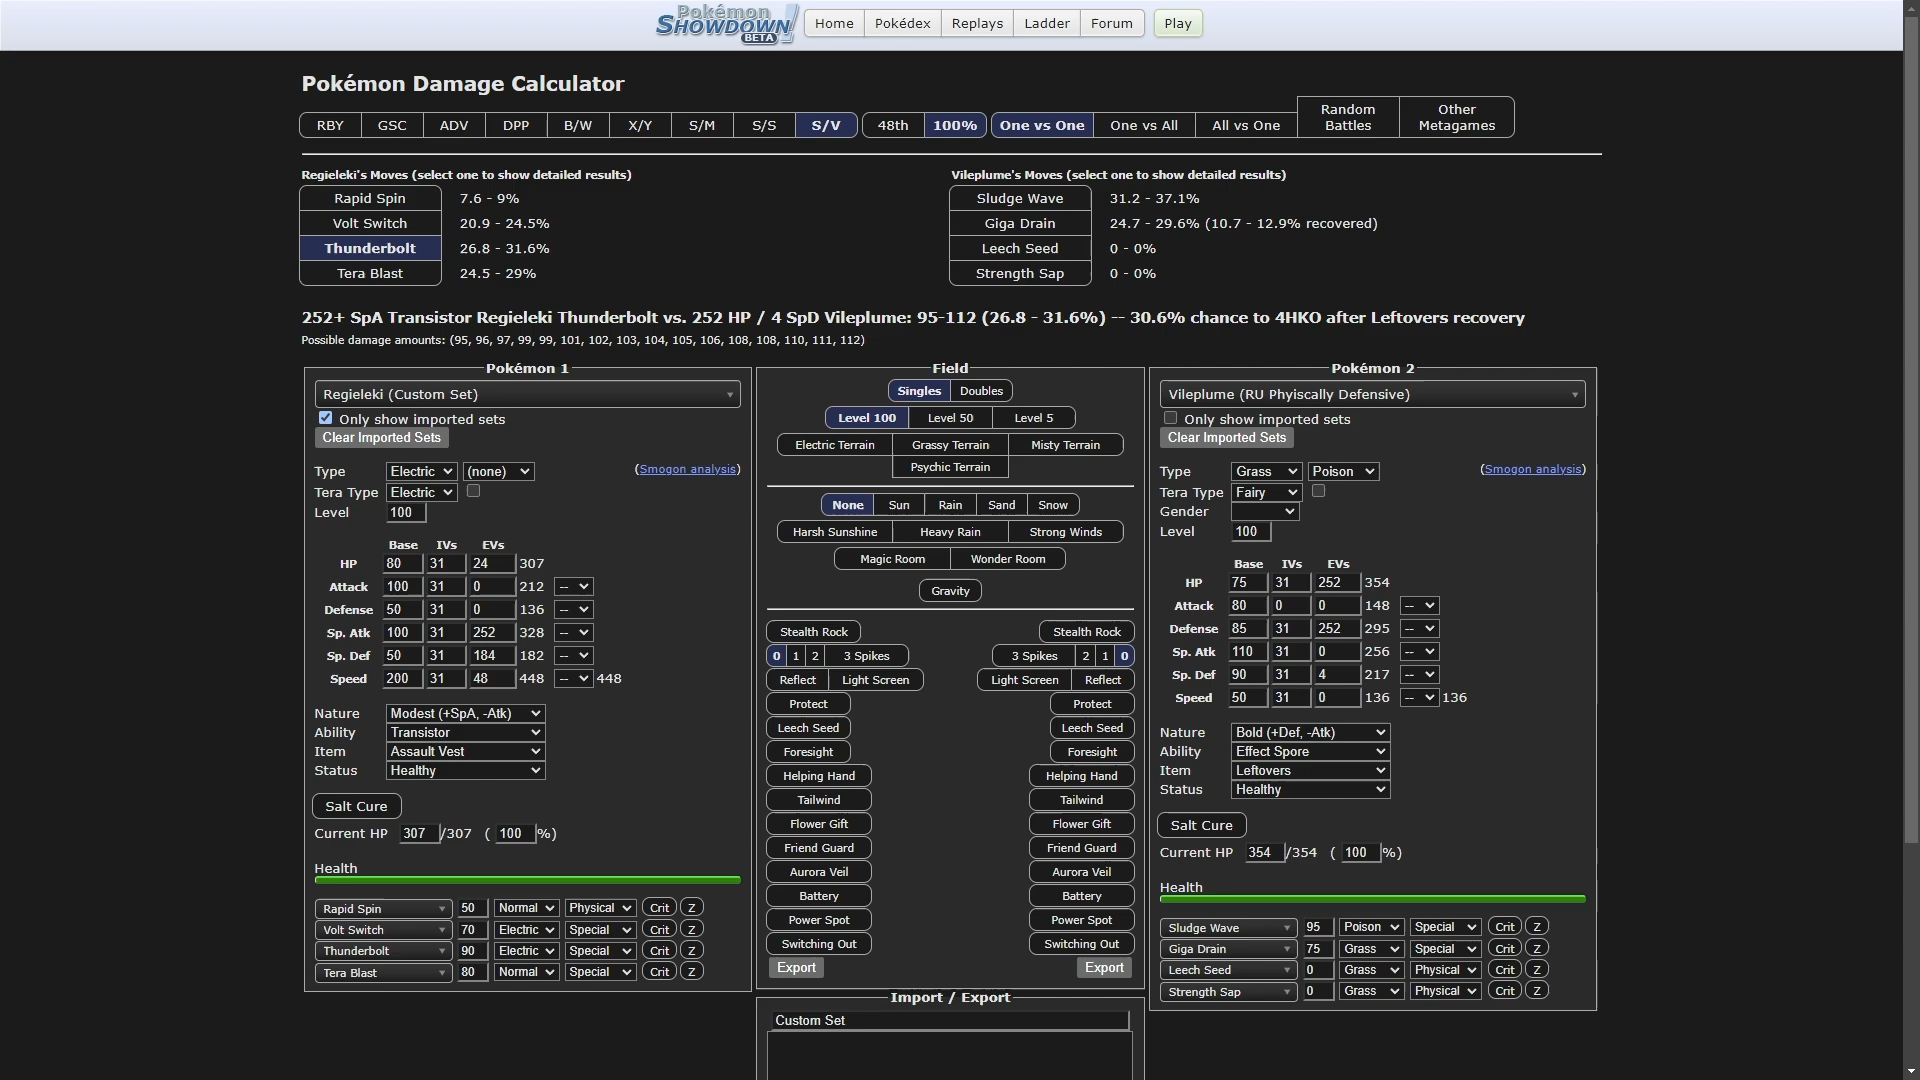 Pokémon
SHOWDOWN!
BETA
Home Pokédex Replays Ladder Forum Play
Pokémon Damage Calculator
RBY GSC ADV DPP B/W X/Y S/M S/S S/V 48th 100% One vs One One vs All All vs One Random Battles Other Metagames
Regieleki's Moves (select one to show detailed results)
Rapid Spin 7.6 - 9%
Volt Switch 20.9 - 24.5%
Thunderbolt 26.8 - 31.6%
Tera Blast 24.5 - 29%
Vileplume's Moves (select one to show detailed results)
Sludge Wave 31.2 - 37.1%
Giga Drain 24.7 - 29.6% (10.7 - 12.9% recovered)
Leech Seed 0 - 0%
Strength Sap 0 - 0%
252+ SpA Transistor Regieleki Thunderbolt vs. 252 HP / 4 SpD Vileplume: 95-112 (26.8 - 31.6%) -- 30.6% chance to 4HKO after Leftovers recovery
Possible damage amounts: (95, 96, 97, 99, 99, 101, 102, 103, 104, 105, 106, 108, 108, 110, 111, 112)
Pokémon 1
Regieleki (Custom Set)
Only show imported sets
Clear Imported Sets
Type Electric (none) (Smogon analysis)
Tera Type Electric
Level 100
Base IVs EVs
HP 80 31 24 307
Attack 100 31 0 212 --
Defense 50 31 0 136 --
Sp. Atk 100 31 252 328 --
Sp. Def 50 31 184 182 --
Speed 200 31 48 448 -- 448
Nature Modest (+SpA, -Atk)
Ability Transistor
Item Assault Vest
Status Healthy
Salt Cure
Current HP 307/307 ( 100 %)
Health
Rapid Spin 50 Normal Physical Crit Z
Volt Switch 70 Electric Special Crit Z
Thunderbolt 90 Electric Special Crit Z
Tera Blast 80 Normal Special Crit Z
Field
Singles Doubles
Level 100 Level 50 Level 5
Electric Terrain Grassy Terrain Misty Terrain
Psychic Terrain
None Sun Rain Sand Snow
Harsh Sunshine Heavy Rain Strong Winds
Magic Room Wonder Room
Gravity
Stealth Rock Stealth Rock
0 1 2 3 Spikes 3 Spikes 2 1 0
Reflect Light Screen Light Screen Reflect
Protect Protect
Leech Seed Leech Seed
Foresight Foresight
Helping Hand Helping Hand
Tailwind Tailwind
Flower Gift Flower Gift
Friend Guard Friend Guard
Aurora Veil Aurora Veil
Battery Battery
Power Spot Power Spot
Switching Out Switching Out
Export Export
Import / Export
Custom Set
Pokémon 2
Vileplume (RU Phyiscally Defensive)
Only show imported sets
Clear Imported Sets
Type Grass Poison (Smogon analysis)
Tera Type Fairy
Gender
Level 100
Base IVs EVs
HP 75 31 252 354
Attack 80 0 0 148 --
Defense 85 31 252 295 --
Sp. Atk 110 31 0 256 --
Sp. Def 90 31 4 217 --
Speed 50 31 0 136 -- 136
Nature Bold (+Def, -Atk)
Ability Effect Spore
Item Leftovers
Status Healthy
Salt Cure
Current HP 354/354 ( 100 %)
Health
Sludge Wave 95 Poison Special Crit Z
Giga Drain 75 Grass Special Crit Z
Leech Seed 0 Grass Physical Crit Z
Strength Sap 0 Grass Physical Crit Z